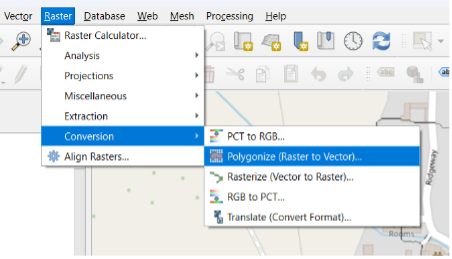 Vector Raster Database Web Mesh Processing Help
Raster Calculator...
Analysis
Projections
Miscellaneous
Extraction
Conversion
Align Rasters...
PCT to RGB...
Polygonize (Raster to Vector)...
Rasterize (Vector to Raster)...
RGB to PCT...
Translate (Convert Format)...
Ridgeway
Rooms
abc